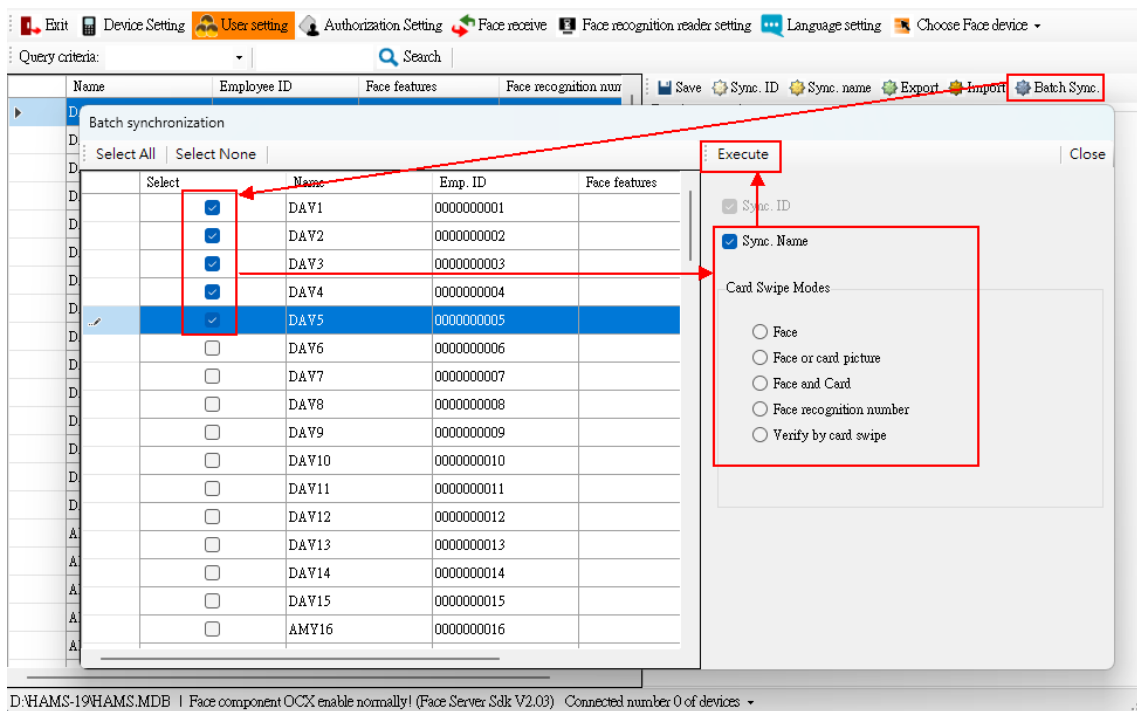 Exit Device Setting User setting Authorization Setting Face receive Face recognition reader setting Language setting Choose Face device
Query criteria: Search
Name Employee ID Face features Face recognition num
Save Sync. ID Sync. name Export Import Batch Sync.
Batch synchronization
Select All Select None
Execute Close
Select Name Emp. ID Face features
DAV1 0000000001
DAV2 0000000002
DAV3 0000000003
DAV4 0000000004
DAV5 0000000005
DAV6 0000000006
DAV7 0000000007
DAV8 0000000008
DAV9 0000000009
DAV10 0000000010
DAV11 0000000011
DAV12 0000000012
DAV13 0000000013
DAV14 0000000014
DAV15 0000000015
AMY16 0000000016
Sync. ID
Sync. Name
Card Swipe Modes
Face
Face or card picture
Face and Card
Face recognition number
Verify by card swipe
D:\HAMS-19\HAMS.MDB | Face component OCX enable normally! (Face Server Sdk V2.03) Connected number 0 of devices